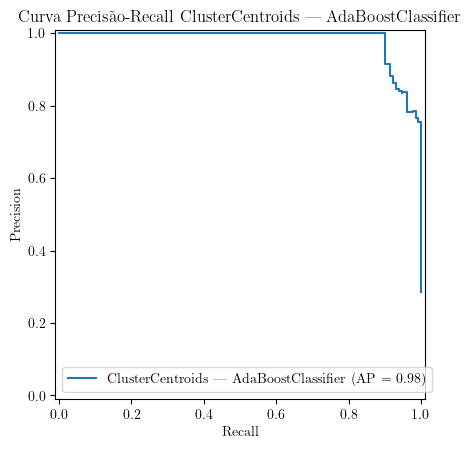 Curva Precisão-Recall ClusterCentroids — AdaBoostClassifier
1.0
0.8
0.6
0.4
0.2
0.0
Precision
ClusterCentroids — AdaBoostClassifier (AP = 0.98)
0.0 0.2 0.4 0.6 0.8 1.0
Recall